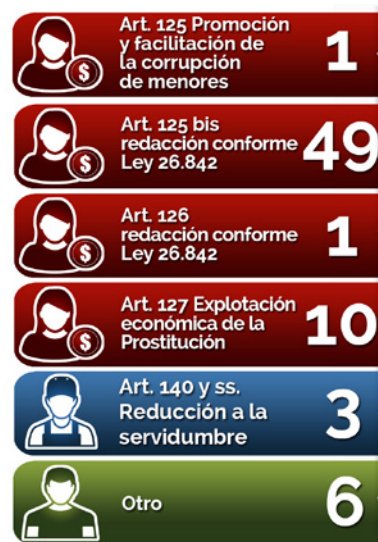 Art. 125 Promoción
y facilitación de
la corrupción
de menores
1
$
Art. 125 bis
redacción conforme
Ley 26.842
49
$
Art. 126
redacción conforme
Ley 26.842
1
$
Art. 127 Explotación
económica de la
Prostitución
10
$
Art. 140 y ss.
Reducción a la
servidumbre
3
Otro
6